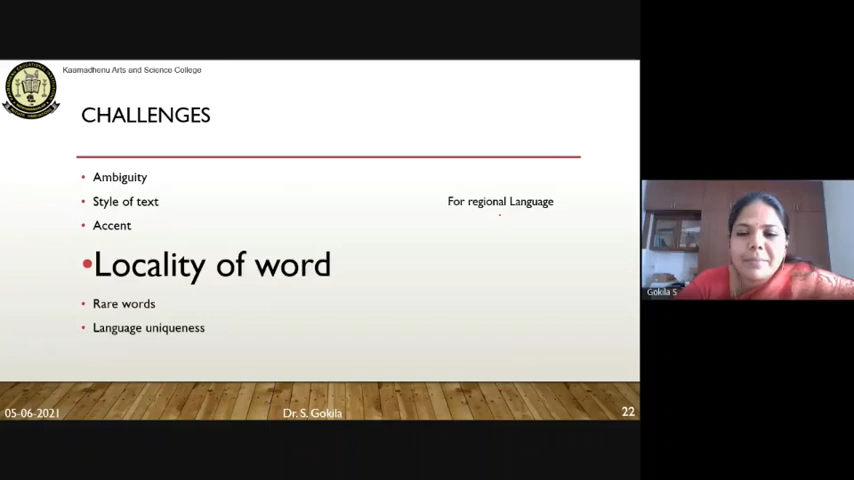 Kaamadhenu Arts and Science College
CHALLENGES
• Ambiguity
• Style of text
For regional Language
• Accent
•Locality of word
• Rare words
• Language uniqueness
05-06-2021
Dr. S. Gokila
22
Gokila S